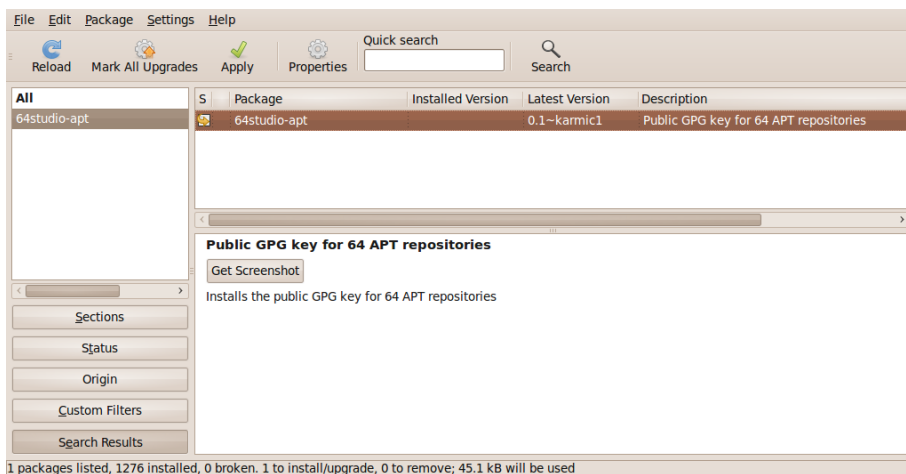 File Edit Package Settings Help
Reload Mark All Upgrades Apply Properties Quick search Search
All
64studio-apt
S Package Installed Version Latest Version Description
64studio-apt 0.1~karmic1 Public GPG key for 64 APT repositories
Public GPG key for 64 APT repositories
Get Screenshot
Installs the public GPG key for 64 APT repositories
Sections
Status
Origin
Custom Filters
Search Results
1 packages listed, 1276 installed, 0 broken. 1 to install/upgrade, 0 to remove; 45.1 kB will be used